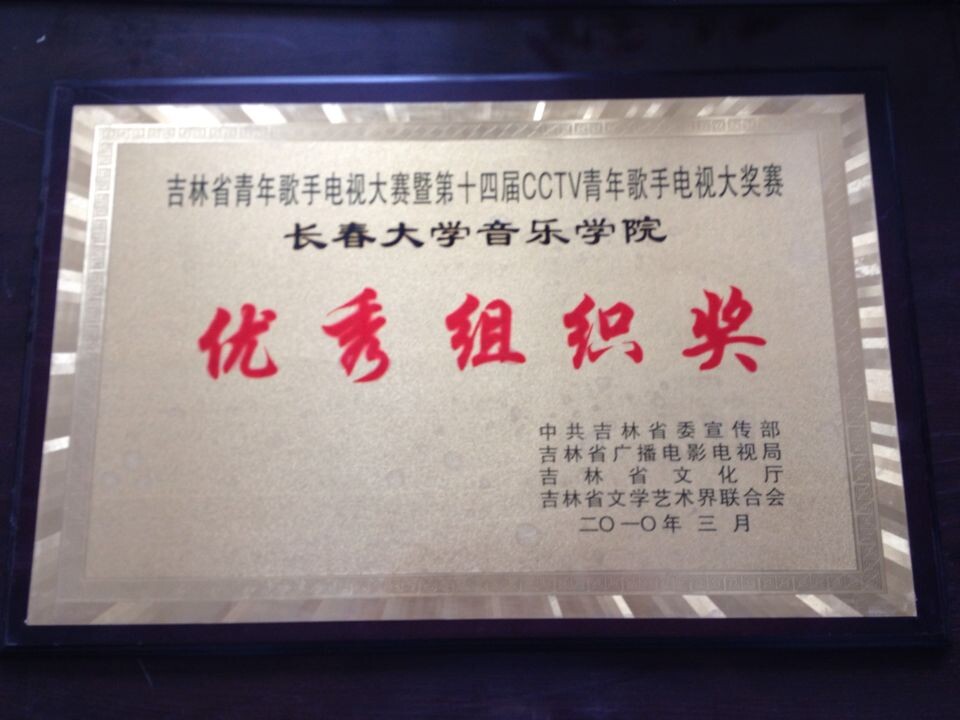 吉林省青年歌手电视大赛暨第十四届CCTV青年歌手电视大奖赛
长春大学音乐学院
优秀组织奖
中共吉林省委宣传部
吉林省广播电影电视局
吉林省文化厅
吉林省文学艺术界联合会
二〇一〇年三月